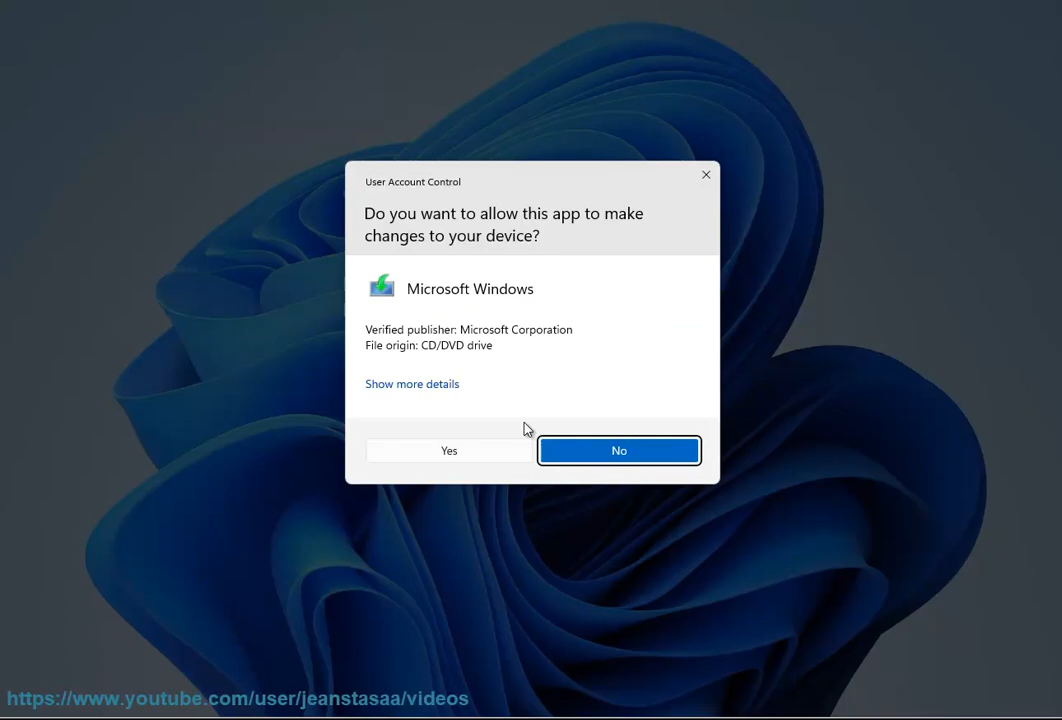 User Account Control
Do you want to allow this app to make
changes to your device?
Microsoft Windows
Verified publisher: Microsoft Corporation
File origin: CD/DVD drive
Show more details
Yes
No
https://www.youtube.com/user/jeanstasaa/videos